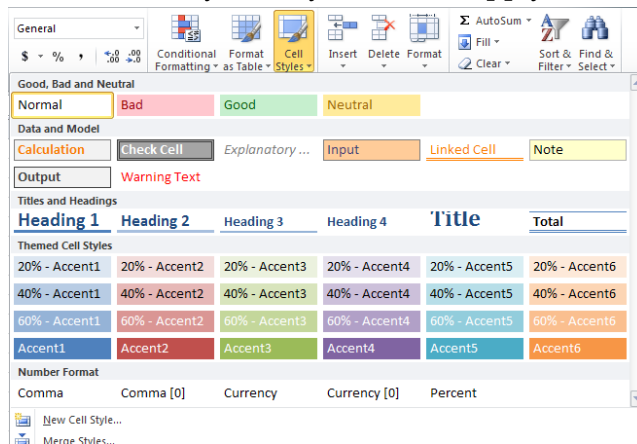 General
Σ AutoSum
Fill
Clear
$ % , .0 .00 .00 .0
Conditional Formatting
Format as Table
Cell Styles
Insert Delete Format
Sort & Filter
Find & Select
Good, Bad and Neutral
Normal Bad Good Neutral
Data and Model
Calculation Check Cell Explanatory ... Input Linked Cell Note
Output Warning Text
Titles and Headings
Heading 1 Heading 2 Heading 3 Heading 4 Title Total
Themed Cell Styles
20% - Accent1 20% - Accent2 20% - Accent3 20% - Accent4 20% - Accent5 20% - Accent6
40% - Accent1 40% - Accent2 40% - Accent3 40% - Accent4 40% - Accent5 40% - Accent6
60% - Accent1 60% - Accent2 60% - Accent3 60% - Accent4 60% - Accent5 60% - Accent6
Accent1 Accent2 Accent3 Accent4 Accent5 Accent6
Number Format
Comma Comma [0] Currency Currency [0] Percent
New Cell Style...
Merge Styles...